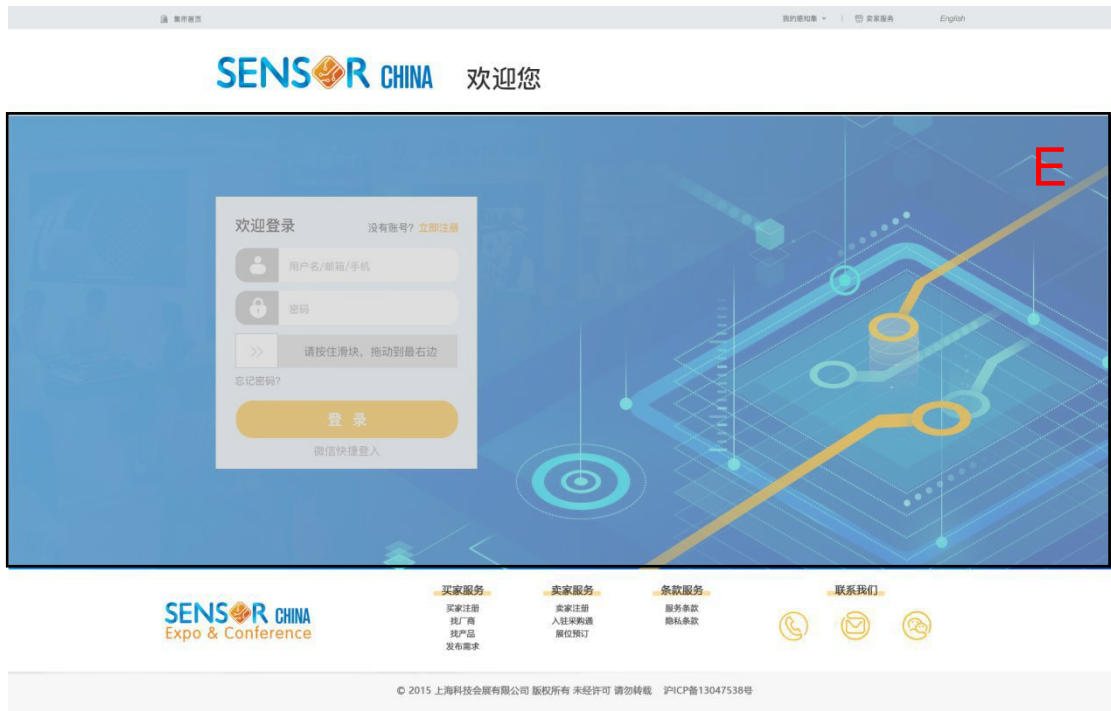 集市首页 我的感知集 卖家服务 English
SENSOR CHINA 欢迎您
E
欢迎登录 没有账号? 立即注册
用户名/邮箱/手机
密码
>> 请按住滑块，拖动到最右边
忘记密码?
登 录
微信快捷登入
买家服务 卖家服务 条款服务 联系我们
SENSOR CHINA
Expo & Conference
买家注册 卖家注册 服务条款
找厂商 入驻采购通 隐私条款
找产品 展位预订
发布需求
© 2015 上海科技会展有限公司 版权所有 未经许可 请勿转载 沪ICP备13047538号